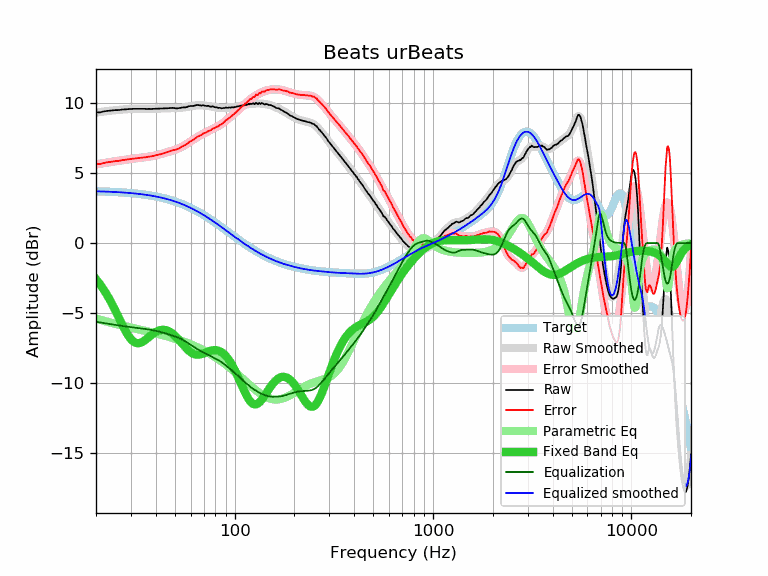 Beats urBeats
Amplitude (dBr)
10
5
0
−5
−10
−15
Target
Raw Smoothed
Error Smoothed
Raw
Error
Parametric Eq
Fixed Band Eq
Equalization
Equalized smoothed
100
1000
10000
Frequency (Hz)